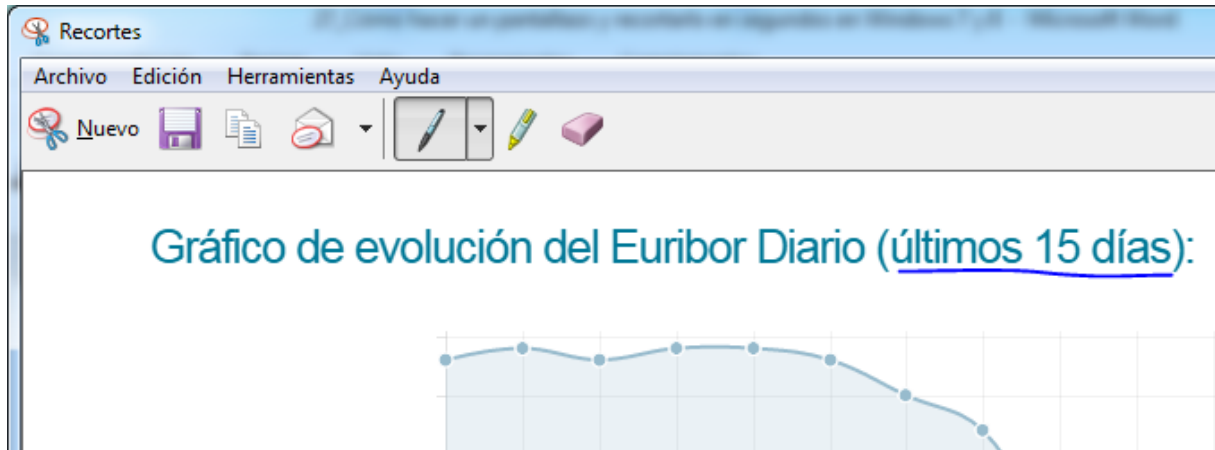 Recortes
Archivo Edición Herramientas Ayuda
Nuevo
Gráfico de evolución del Euribor Diario (últimos 15 días):